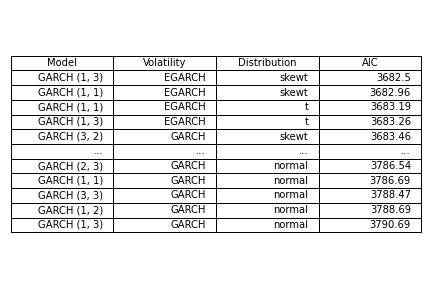 Model Volatility Distribution AIC
GARCH (1, 3) EGARCH skewt 3682.5
GARCH (1, 1) EGARCH skewt 3682.96
GARCH (1, 1) EGARCH t 3683.19
GARCH (1, 3) EGARCH t 3683.26
GARCH (3, 2) GARCH skewt 3683.46
... ... ... ...
GARCH (2, 3) GARCH normal 3786.54
GARCH (1, 1) GARCH normal 3786.69
GARCH (3, 3) GARCH normal 3788.47
GARCH (1, 2) GARCH normal 3788.69
GARCH (1, 3) GARCH normal 3790.69